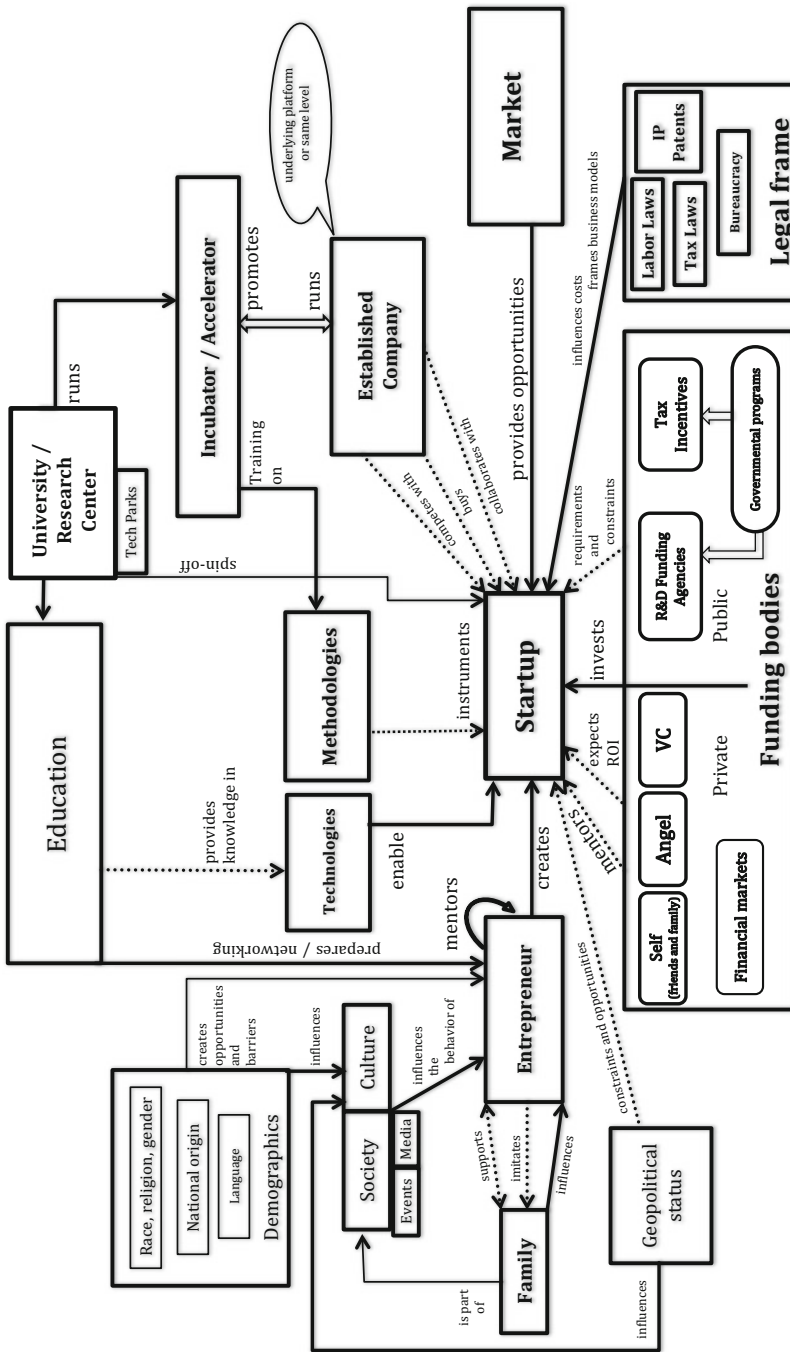 Race, religion, gender
National origin
Language
Demographics
creates
opportunities
and
barriers
influences
Education
prepares / networking
provides
knowledge in
University /
Research
Center
Tech Parks
runs
spin-off
Incubator / Accelerator
Training
on
promotes
runs
underlying platform
or same level
Established
Company
competes with
buys
collaborates with
Culture
Society
Events
Media
influences
the
behavior of
Technologies
enable
Methodologies
instruments
is part
of
Family
supports
imitates
influences
Entrepreneur
mentors
creates
Startup
Market
provides opportunities
influences costs
frames business models
requirements
and
constraints
invests
expects
ROI
mentors
constraints and opportunities
Geopolitical
status
influences
Self
(friends and family)
Angel
VC
Financial markets
Private
R&D Funding
Agencies
Public
Tax
Incentives
Governmental programs
Funding bodies
Labor Laws
IP
Patents
Tax Laws
Bureaucracy
Legal frame